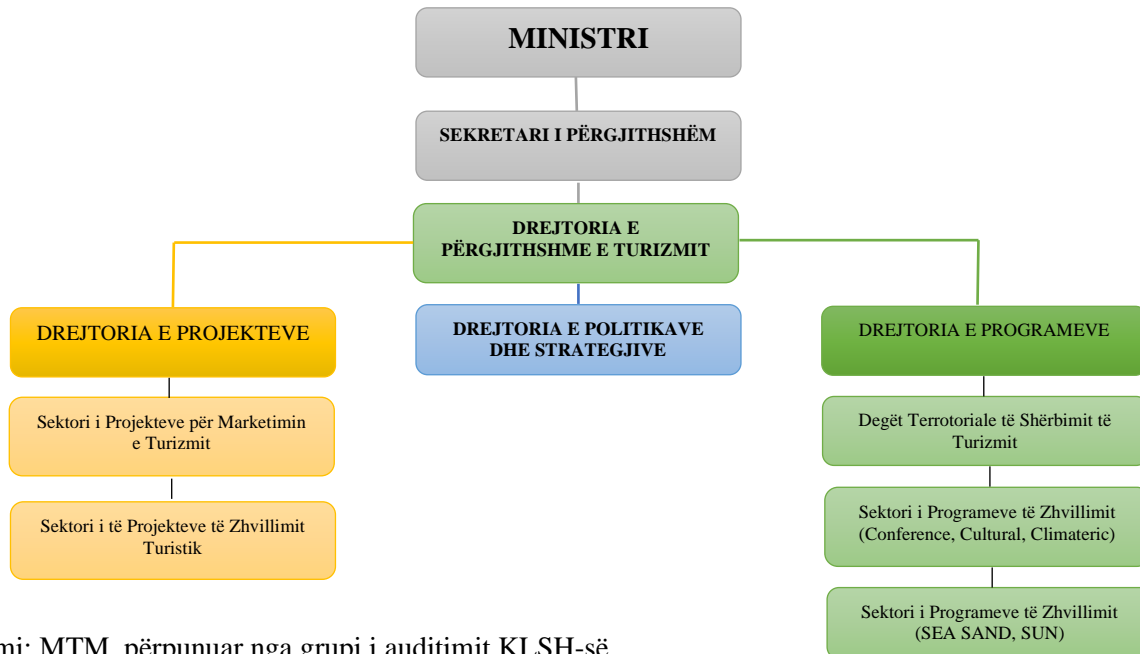 MINISTRI
SEKRETARI I PËRGJITHSHËM
DREJTORIA E
PËRGJITHSHME E TURIZMIT
DREJTORIA E PROJEKTEVE
DREJTORIA E POLITIKAVE
DHE STRATEGJIVE
DREJTORIA E PROGRAMEVE
Sektori i Projekteve për Marketimin
e Turizmit
Sektori i të Projekteve të Zhvillimit
Turistik
Degët Terrotoriale të Shërbimit të
Turizmit
Sektori i Programeve të Zhvillimit
(Conference, Cultural, Climateric)
Sektori i Programeve të Zhvillimit
(SEA SAND, SUN)
MTM, përpunuar nga grupi i auditimit KLSH-së